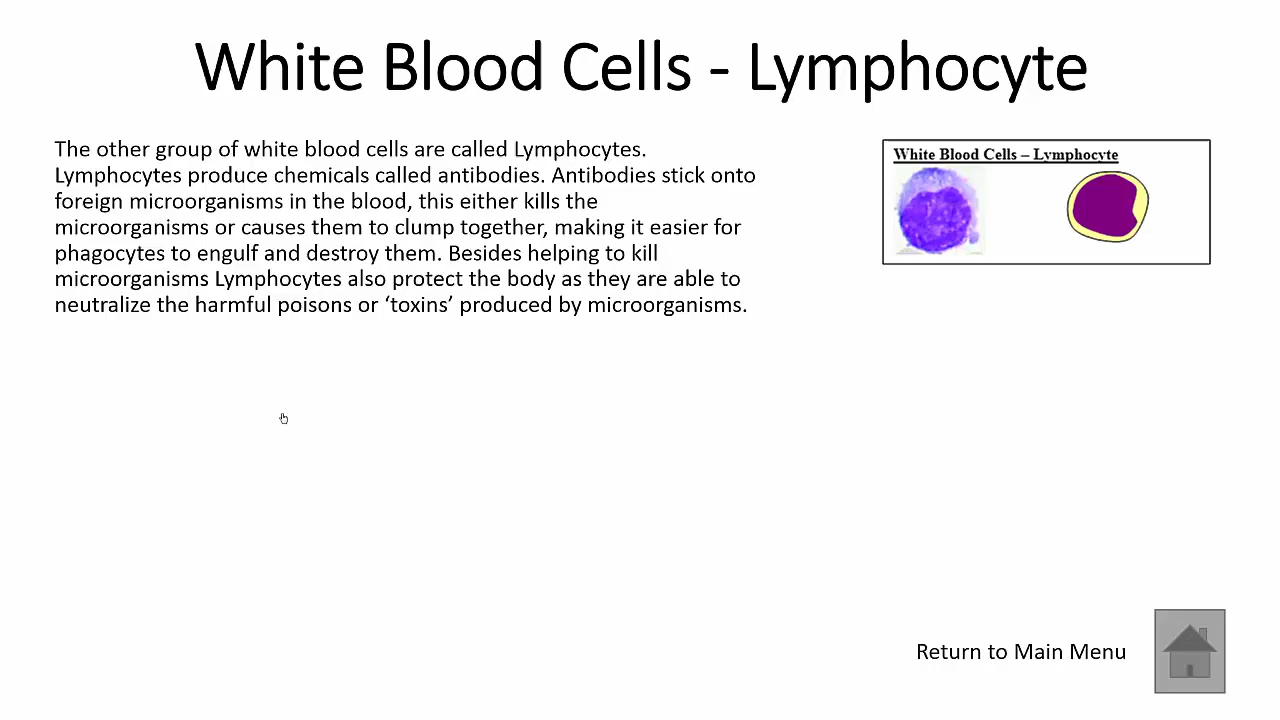 White Blood Cells - Lymphocyte
The other group of white blood cells are called Lymphocytes.
Lymphocytes produce chemicals called antibodies. Antibodies stick onto
foreign microorganisms in the blood, this either kills the
microorganisms or causes them to clump together, making it easier for
phagocytes to engulf and destroy them. Besides helping to kill
microorganisms Lymphocytes also protect the body as they are able to
neutralize the harmful poisons or ‘toxins’ produced by microorganisms.
White Blood Cells – Lymphocyte
Return to Main Menu